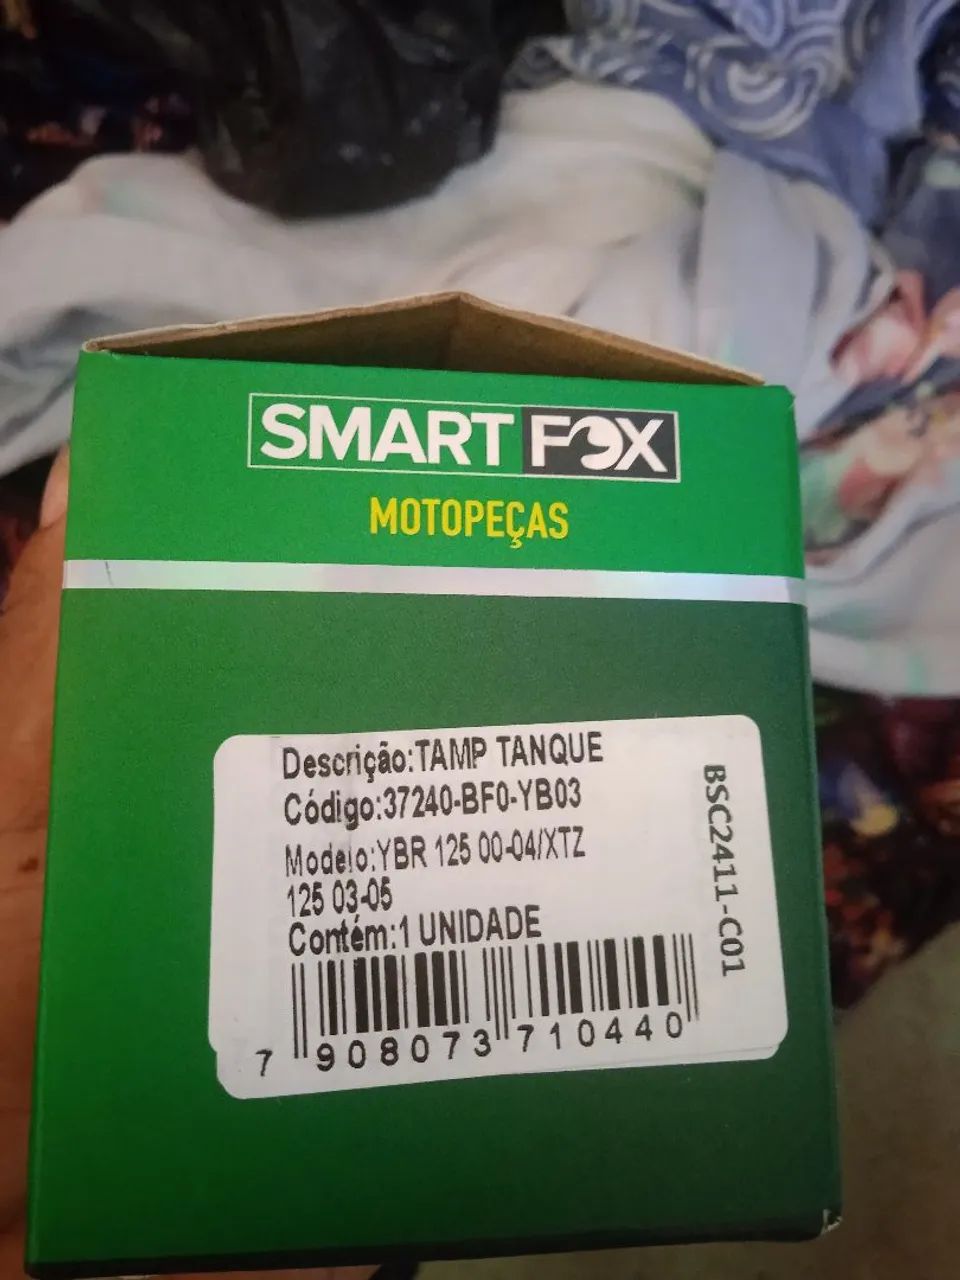 SMART FOX
MOTOPEÇAS
Descrição:TAMP TANQUE
Código:37240-BF0-YB03
Modelo:YBR 125 00-04/XTZ
125 03-05
Contém:1 UNIDADE
7 908073 710440
BSC2411-C01